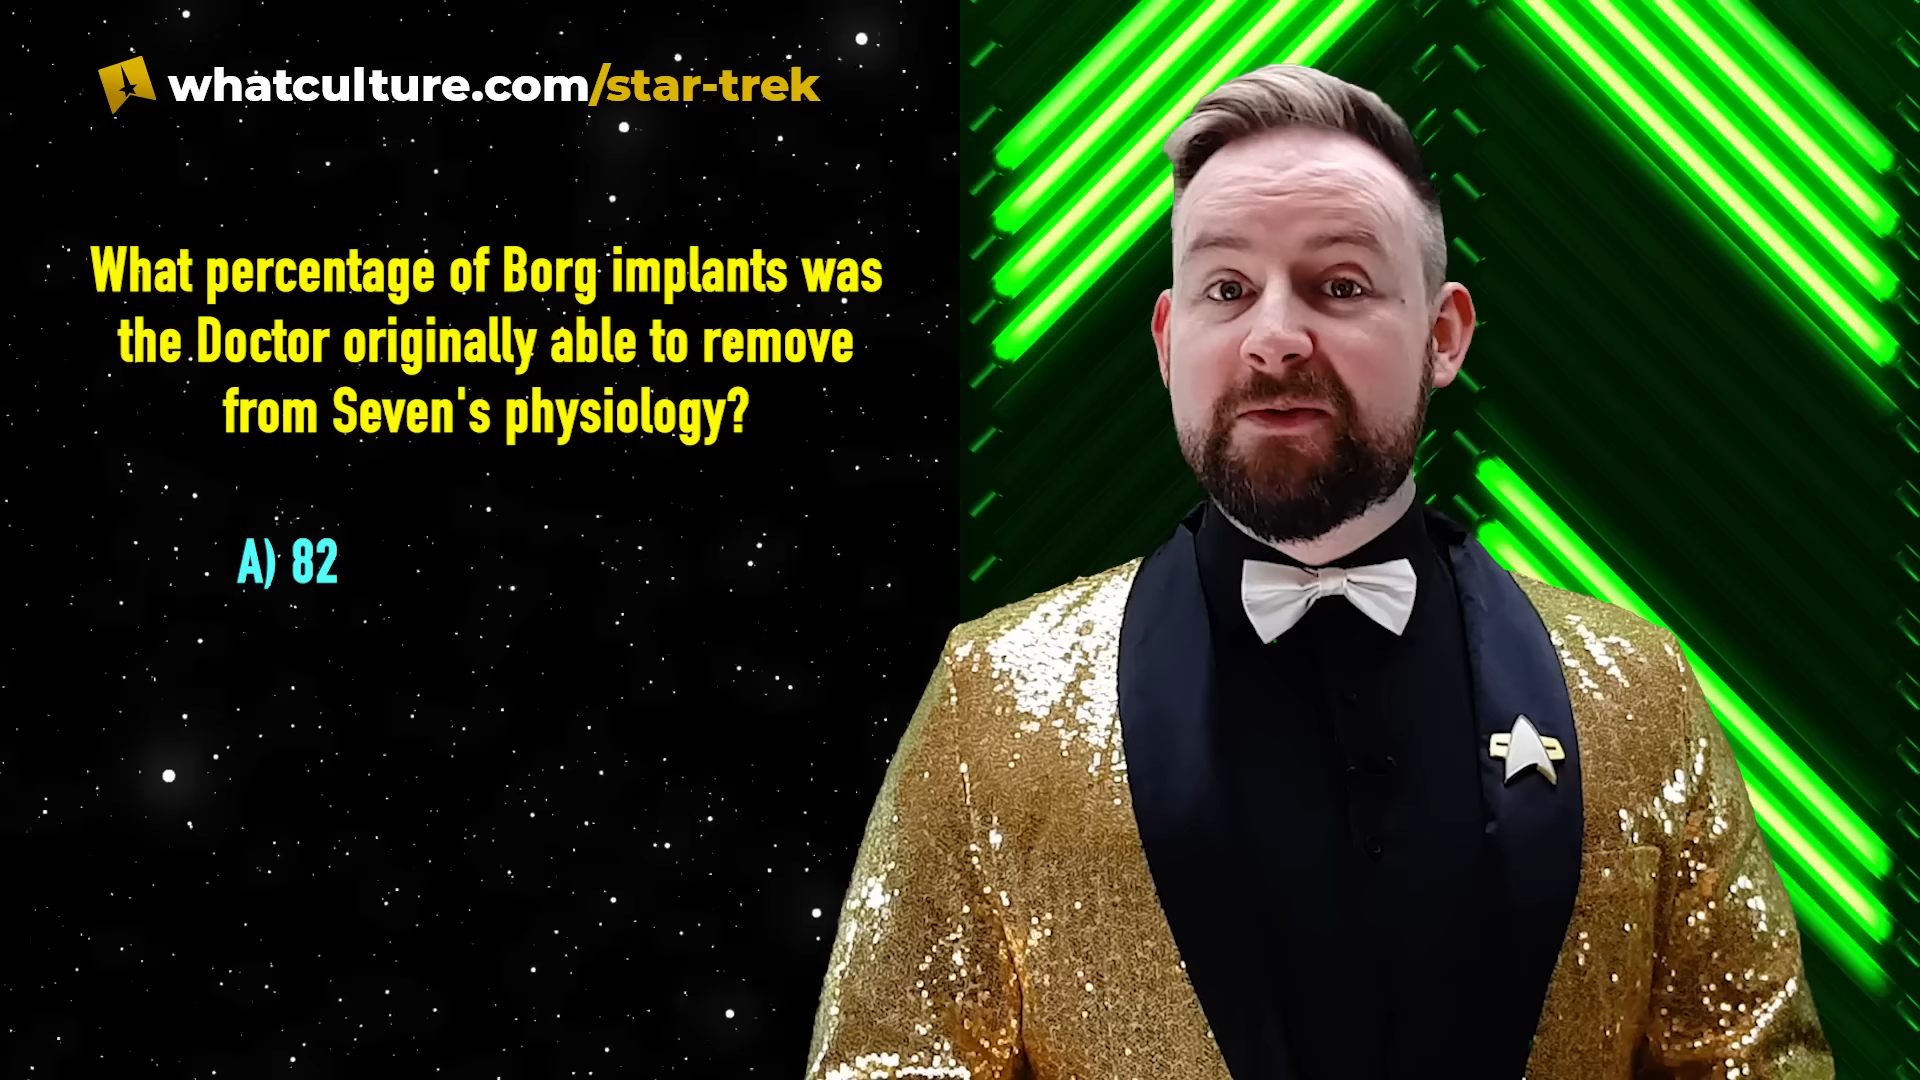 whatculture.com/star-trek
What percentage of Borg implants was
the Doctor originally able to remove
from Seven's physiology?
A) 82